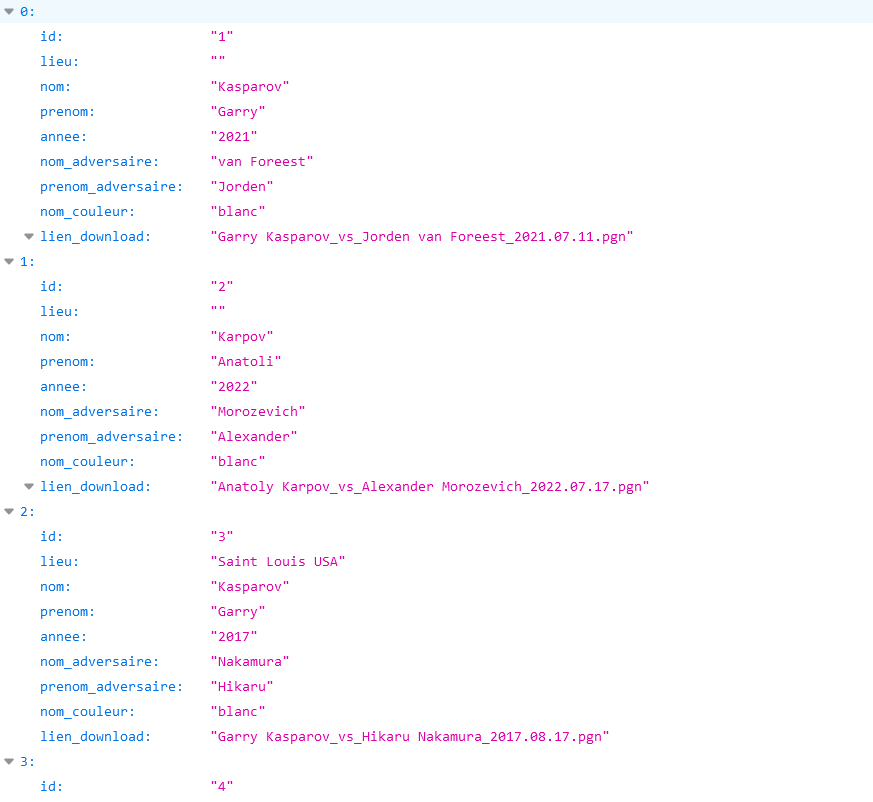 0:
id: "1"
lieu: ""
nom: "Kasparov"
prenom: "Garry"
annee: "2021"
nom_adversaire: "van Foreest"
prenom_adversaire: "Jorden"
nom_couleur: "blanc"
lien_download: "Garry Kasparov_vs_Jorden van Foreest_2021.07.11.pgn"
1:
id: "2"
lieu: ""
nom: "Karpov"
prenom: "Anatoli"
annee: "2022"
nom_adversaire: "Morozevich"
prenom_adversaire: "Alexander"
nom_couleur: "blanc"
lien_download: "Anatoly Karpov_vs_Alexander Morozevich_2022.07.17.pgn"
2:
id: "3"
lieu: "Saint Louis USA"
nom: "Kasparov"
prenom: "Garry"
annee: "2017"
nom_adversaire: "Nakamura"
prenom_adversaire: "Hikaru"
nom_couleur: "blanc"
lien_download: "Garry Kasparov_vs_Hikaru Nakamura_2017.08.17.pgn"
3:
id: "4"